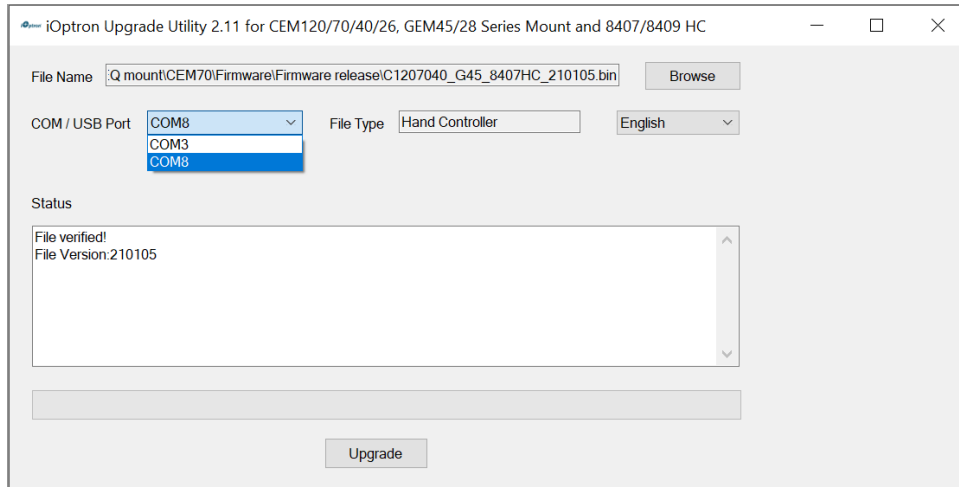 iOptron iOptron Upgrade Utility 2.11 for CEM120/70/40/26, GEM45/28 Series Mount and 8407/8409 HC
File Name :Q mount\CEM70\Firmware\Firmware release\C1207040_G45_8407HC_210105.bin Browse
COM / USB Port COM8 File Type Hand Controller English
COM3
COM8
Status
File verified!
File Version:210105
Upgrade